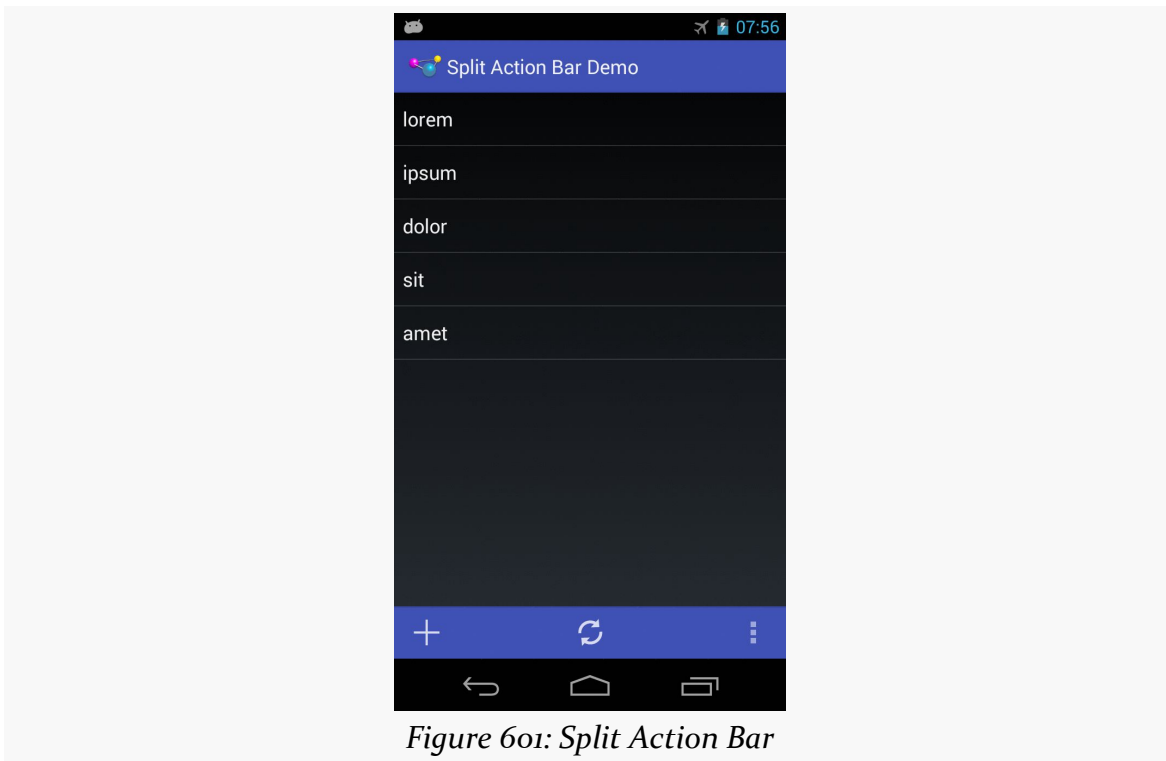 07:56
Split Action Bar Demo
lorem
ipsum
dolor
sit
amet
Figure 601: Split Action Bar